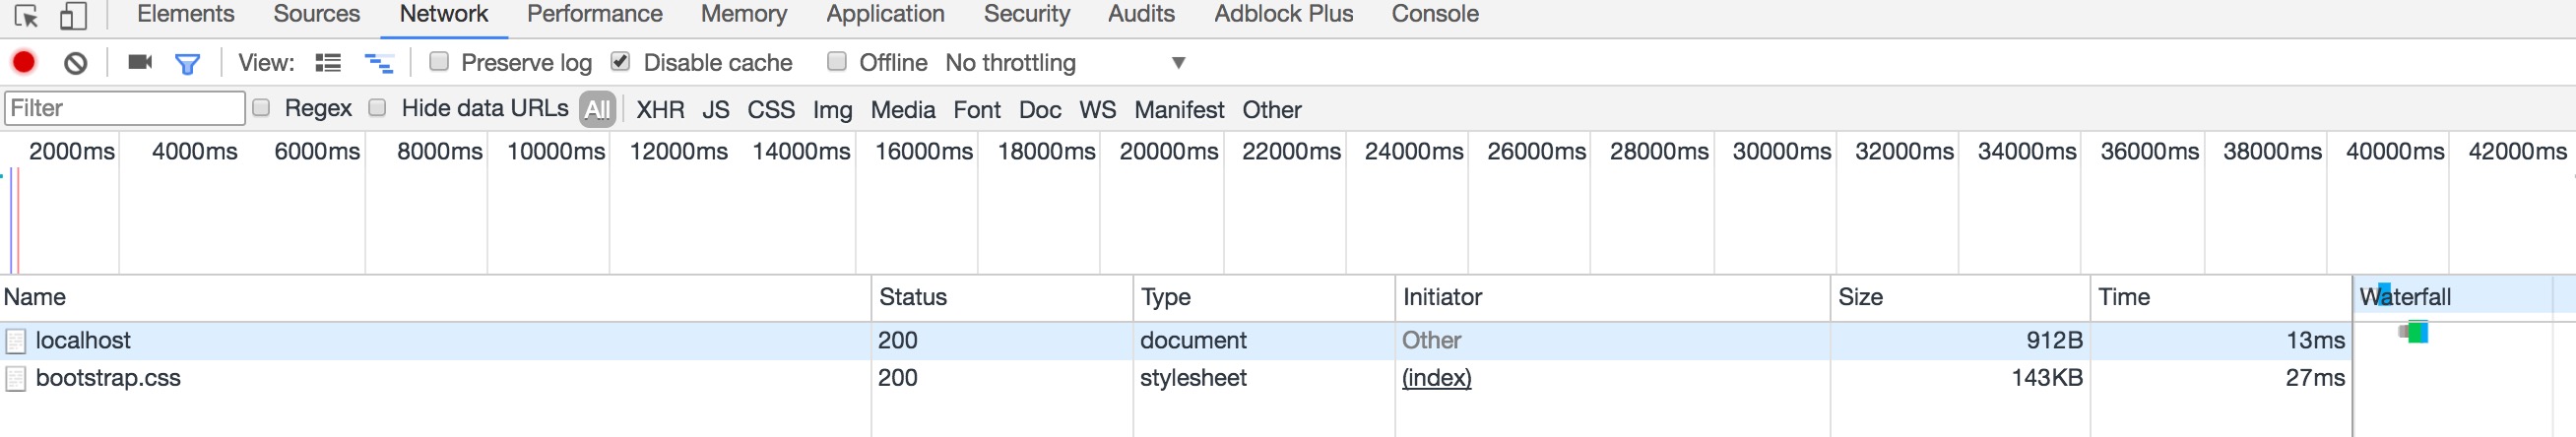 Elements Sources Network Performance Memory Application Security Audits Adblock Plus Console
View: Preserve log Disable cache Offline No throttling
Filter Regex Hide data URLs All XHR JS CSS Img Media Font Doc WS Manifest Other
2000ms 4000ms 6000ms 8000ms 10000ms 12000ms 14000ms 16000ms 18000ms 20000ms 22000ms 24000ms 26000ms 28000ms 30000ms 32000ms 34000ms 36000ms 38000ms 40000ms 42000ms
Name Status Type Initiator Size Time Waterfall
localhost 200 document Other 912B 13ms
bootstrap.css 200 stylesheet (index) 143KB 27ms